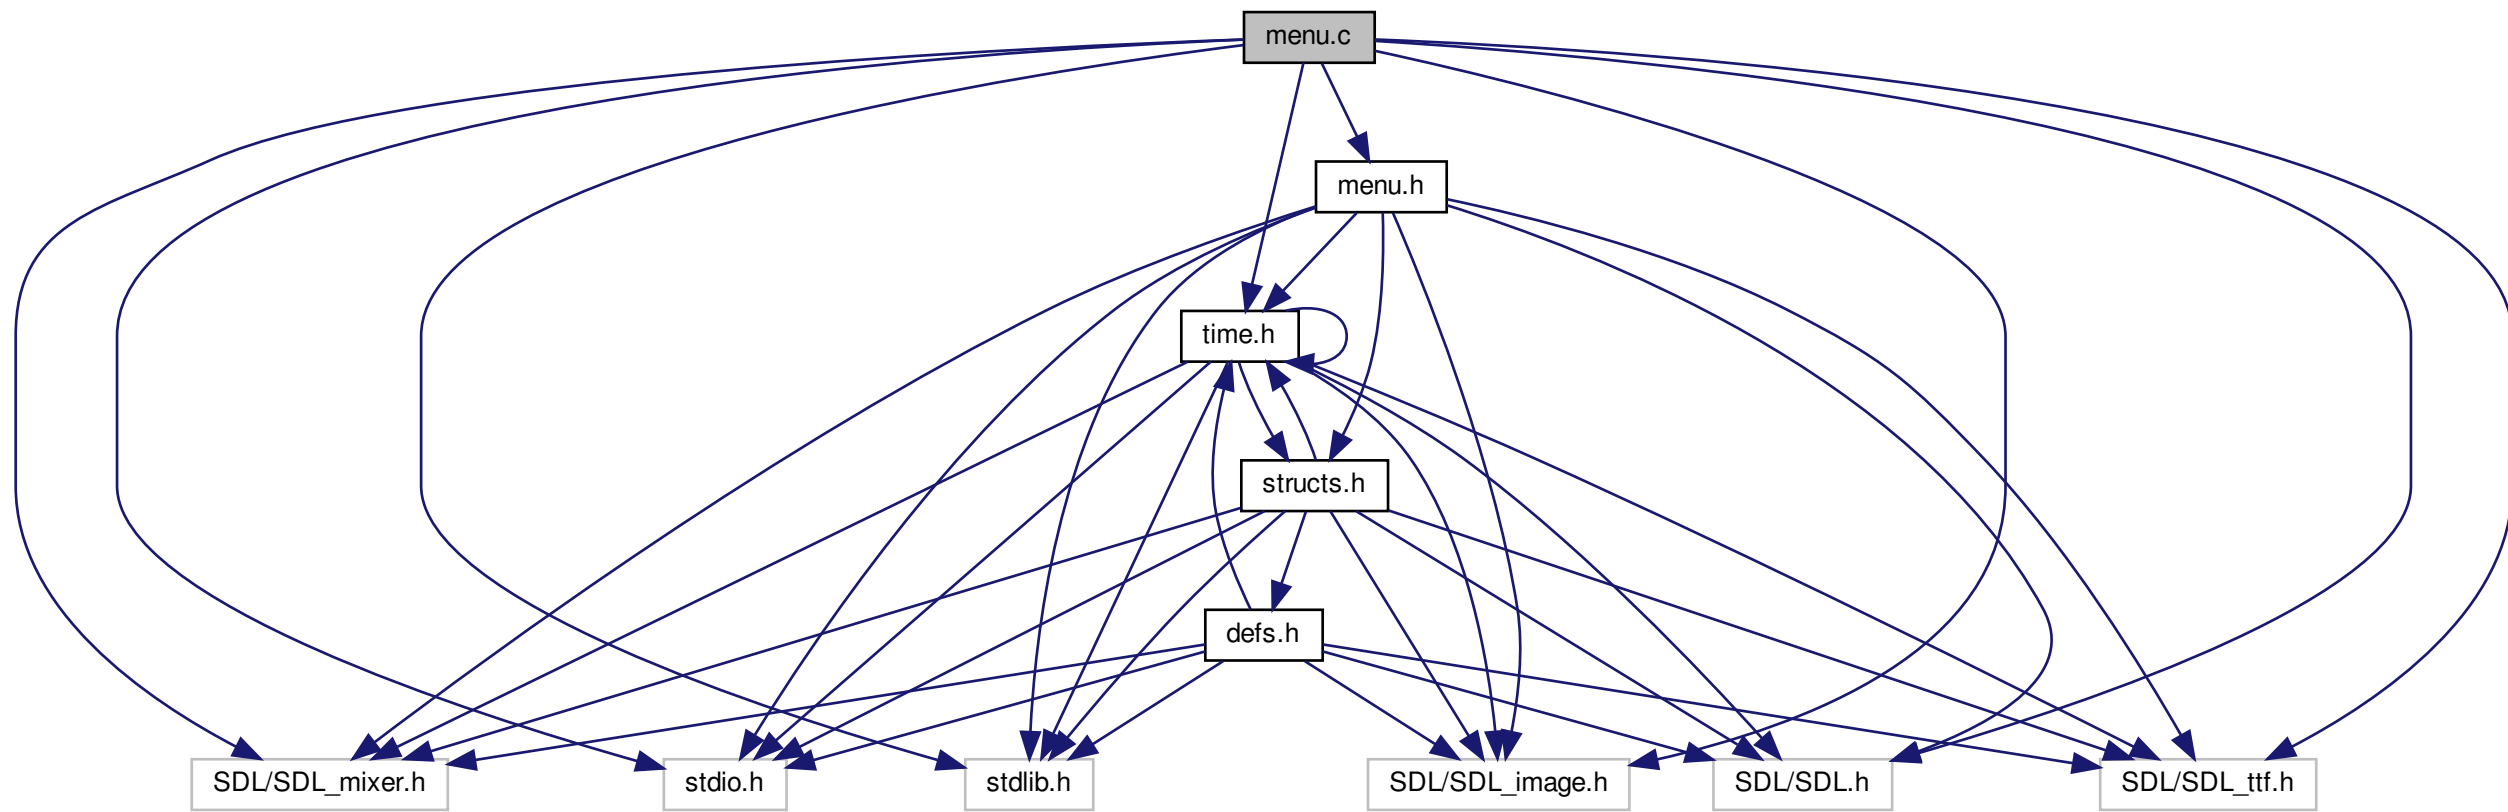 menu.c
menu.h
time.h
structs.h
defs.h
SDL/SDL_mixer.h
stdio.h
stdlib.h
SDL/SDL_image.h
SDL/SDL.h
SDL/SDL_ttf.h